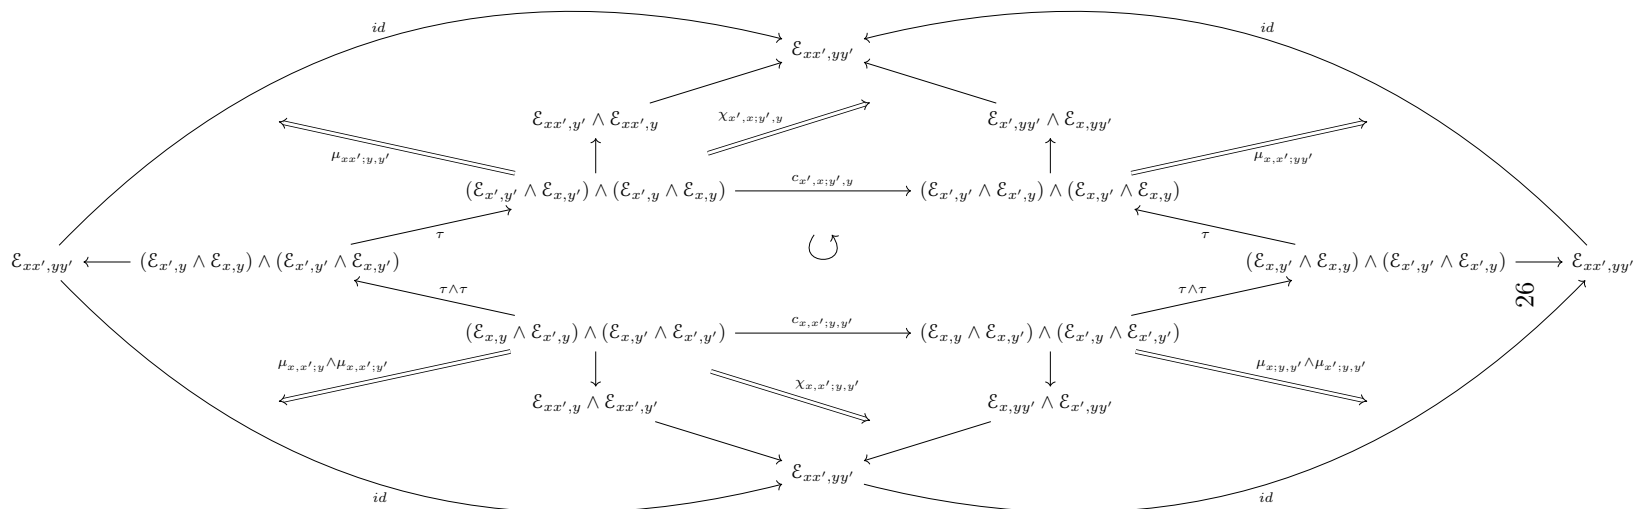 id id
ℰ_{xx′,yy′}
ℰ_{xx′,y′} ∧ ℰ_{xx′,y} χ_{x′,x;y′,y} ℰ_{x′,yy′} ∧ ℰ_{x,yy′}
μ_{xx′;y,y′} μ_{x,x′;yy′}
(ℰ_{x′,y′} ∧ ℰ_{x,y′}) ∧ (ℰ_{x′,y} ∧ ℰ_{x,y}) c_{x′,x;y′,y} (ℰ_{x′,y′} ∧ ℰ_{x′,y}) ∧ (ℰ_{x,y′} ∧ ℰ_{x,y})
τ τ
ℰ_{xx′,yy′} (ℰ_{x′,y} ∧ ℰ_{x,y}) ∧ (ℰ_{x′,y′} ∧ ℰ_{x,y′}) (ℰ_{x,y′} ∧ ℰ_{x,y}) ∧ (ℰ_{x′,y′} ∧ ℰ_{x′,y}) ℰ_{xx′,yy′}
τ∧τ τ∧τ 26
(ℰ_{x,y} ∧ ℰ_{x′,y}) ∧ (ℰ_{x,y′} ∧ ℰ_{x′,y′}) c_{x,x′;y,y′} (ℰ_{x,y} ∧ ℰ_{x,y′}) ∧ (ℰ_{x′,y} ∧ ℰ_{x′,y′})
μ_{x,x′;y}∧μ_{x,x′;y′} χ_{x,x′;y,y′} μ_{x;y,y′}∧μ_{x′;y,y′}
ℰ_{xx′,y} ∧ ℰ_{xx′,y′} ℰ_{x,yy′} ∧ ℰ_{x′,yy′}
ℰ_{xx′,yy′}
id id